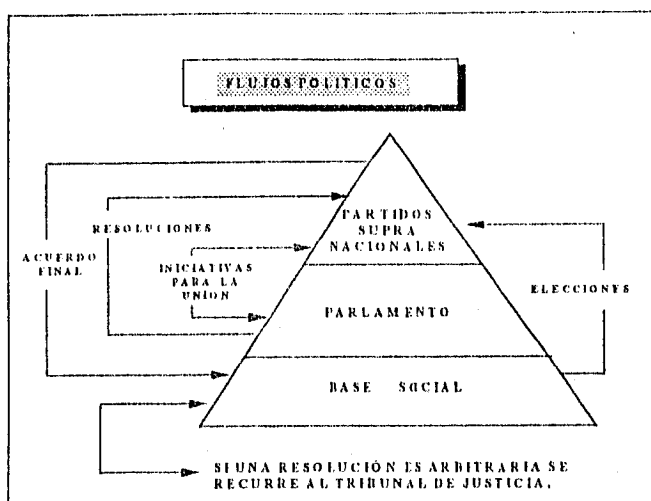 FLUJOS POLITICOS
PARTIDOS
SUPRA
NACIONALES
RESOLUCIONES
ACUERDO
FINAL
INICIATIVAS
PARA LA
UNION
ELECCIONES
PARLAMENTO
BASE SOCIAL
SI UNA RESOLUCIÓN ES ARBITRARIA SE
RECURRE AL TRIBUNAL DE JUSTICIA.